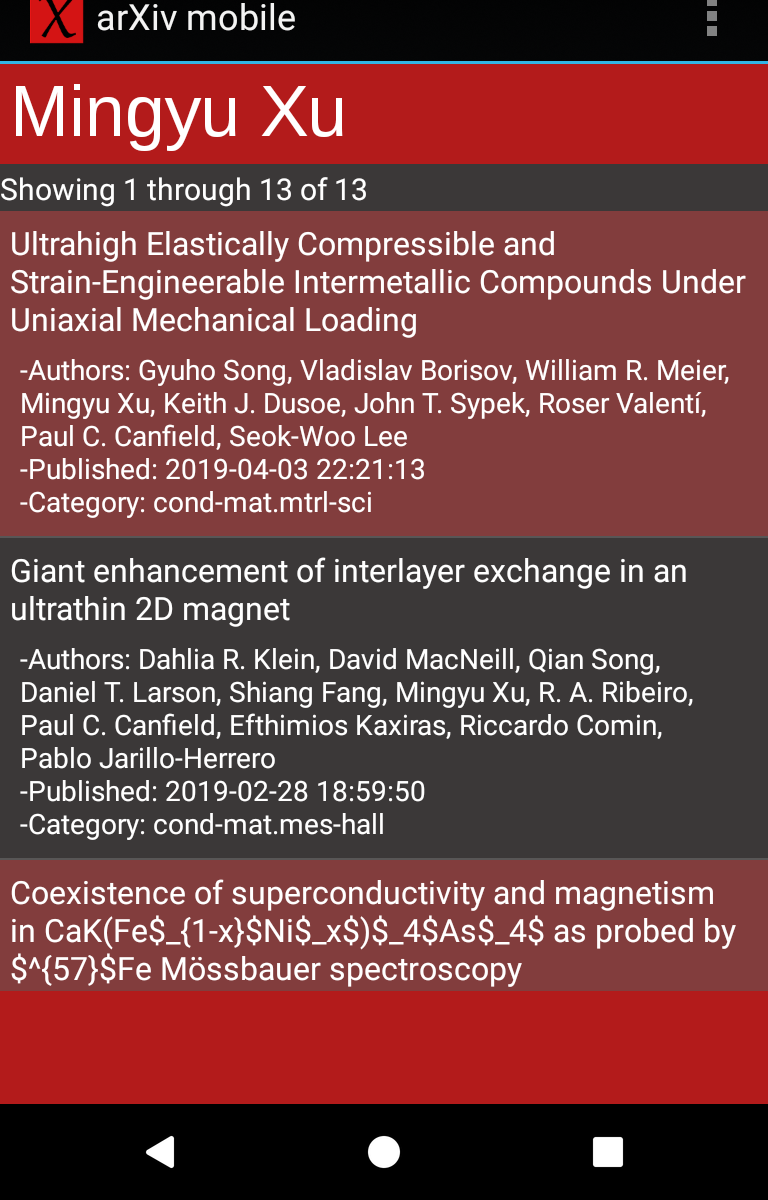 arXiv mobile
Mingyu Xu
Showing 1 through 13 of 13
Ultrahigh Elastically Compressible and
Strain-Engineerable Intermetallic Compounds Under
Uniaxial Mechanical Loading
-Authors: Gyuho Song, Vladislav Borisov, William R. Meier,
Mingyu Xu, Keith J. Dusoe, John T. Sypek, Roser Valentí,
Paul C. Canfield, Seok-Woo Lee
-Published: 2019-04-03 22:21:13
-Category: cond-mat.mtrl-sci
Giant enhancement of interlayer exchange in an
ultrathin 2D magnet
-Authors: Dahlia R. Klein, David MacNeill, Qian Song,
Daniel T. Larson, Shiang Fang, Mingyu Xu, R. A. Ribeiro,
Paul C. Canfield, Efthimios Kaxiras, Riccardo Comin,
Pablo Jarillo-Herrero
-Published: 2019-02-28 18:59:50
-Category: cond-mat.mes-hall
Coexistence of superconductivity and magnetism
in CaK(Fe$_{1-x}$Ni$_x$)$_4$As$_4$ as probed by
$^{57}$Fe Mössbauer spectroscopy